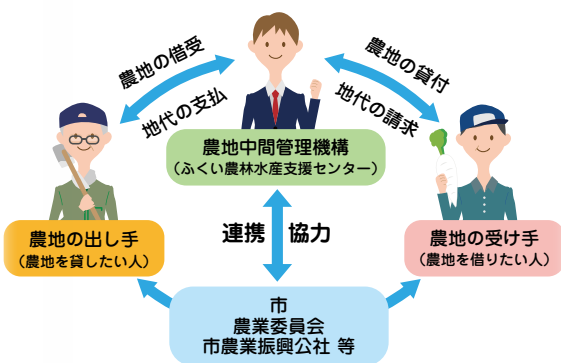 農地の借受
地代の支払
農地の貸付
地代の請求
農地中間管理機構
(ふくい農林水産支援センター)
農地の出し手
(農地を貸したい人)
連携 協力
農地の受け手
(農地を借りたい人)
市
農業委員会
市農業振興公社 等